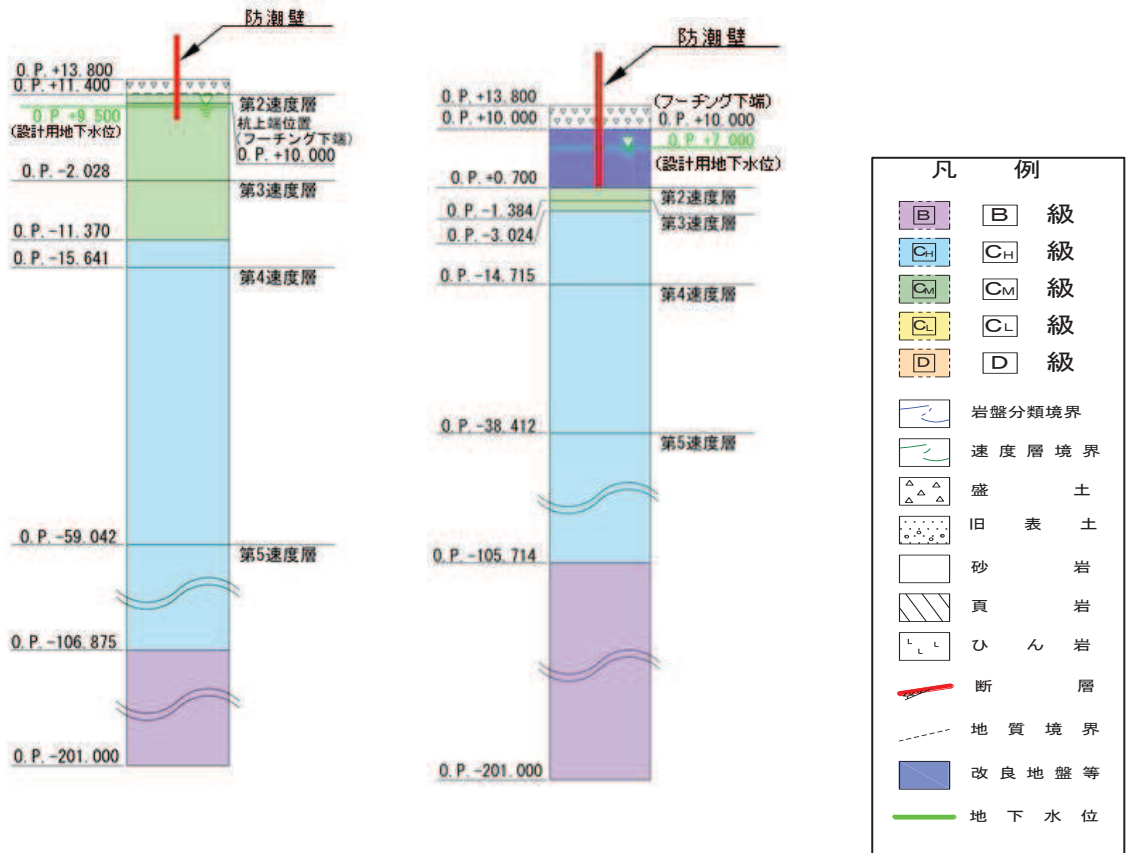 防潮壁
O.P.+13.800
O.P.+11.400
O.P.+9.500
(設計用地下水位)
第2速度層
杭上端位置
(フーチング下端)
O.P.+10.000
O.P.-2.028
第3速度層
O.P.-11.370
O.P.-15.641
第4速度層
O.P.-59.042
第5速度層
O.P.-106.875
O.P.-201.000
防潮壁
O.P.+13.800
(フーチング下端)
O.P.+10.000
O.P.+10.000
O.P.+7.000
(設計用地下水位)
O.P.+0.700
第2速度層
O.P.-1.384
第3速度層
O.P.-3.024
O.P.-14.715
第4速度層
O.P.-38.412
第5速度層
O.P.-105.714
O.P.-201.000
凡 例
B B 級
CH CH 級
CM CM 級
CL CL 級
D D 級
岩盤分類境界
速度層境界
盛土
旧表土
砂岩
頁岩
ひん岩
断層
地質境界
改良地盤等
地下水位